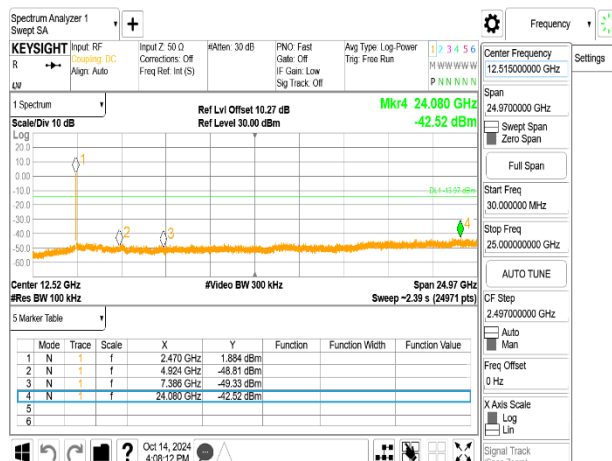 Spectrum Analyzer 1
Swept SA
Frequency
Settings
KEYSIGHT
R
Input: RF
Coupling: DC
Align: Auto
Input Z: 50 Ω
Corrections: Off
Freq Ref: Int (S)
#Atten: 30 dB
PNO: Fast
Gate: Off
IF Gain: Low
Sig Track: Off
Avg Type: Log-Power
Trig: Free Run
1 2 3 4 5 6
M W W W W W
P N N N N N
1 Spectrum
Scale/Div 10 dB
Ref Lvl Offset 10.27 dB
Ref Level 30.00 dBm
Mkr4 24.080 GHz
-42.52 dBm
Log
20.0
10.0
0.00
-10.0
-20.0
-30.0
-40.0
-50.0
-60.0
1
2
3
4
Center 12.52 GHz
#Res BW 100 kHz
#Video BW 300 kHz
Span 24.97 GHz
Sweep ~2.39 s (24971 pts)
5 Marker Table
Mode Trace Scale X Y Function Function Width Function Value
1 N 1 f 2.470 GHz 1.884 dBm
2 N 1 f 4.924 GHz -48.81 dBm
3 N 1 f 7.386 GHz -49.33 dBm
4 N 1 f 24.080 GHz -42.52 dBm
5
6
Oct 14, 2024
4:08:12 PM
Center Frequency
12.515000000 GHz
Span
24.9700000 GHz
Swept Span
Zero Span
Full Span
Start Freq
30.000000 MHz
Stop Freq
25.000000000 GHz
AUTO TUNE
CF Step
2.497000000 GHz
Auto
Man
Freq Offset
0 Hz
X Axis Scale
Log
Lin
Signal Track